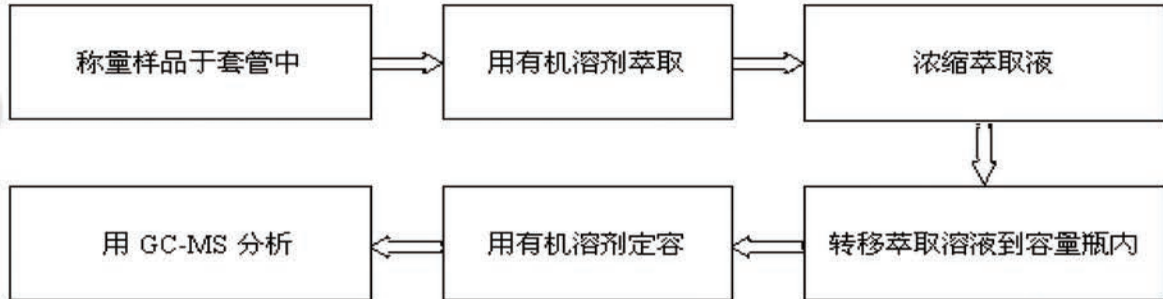 称量样品于套管中
用有机溶剂萃取
浓缩萃取液
转移萃取溶液到容量瓶内
用有机溶剂定容
用 GC-MS 分析